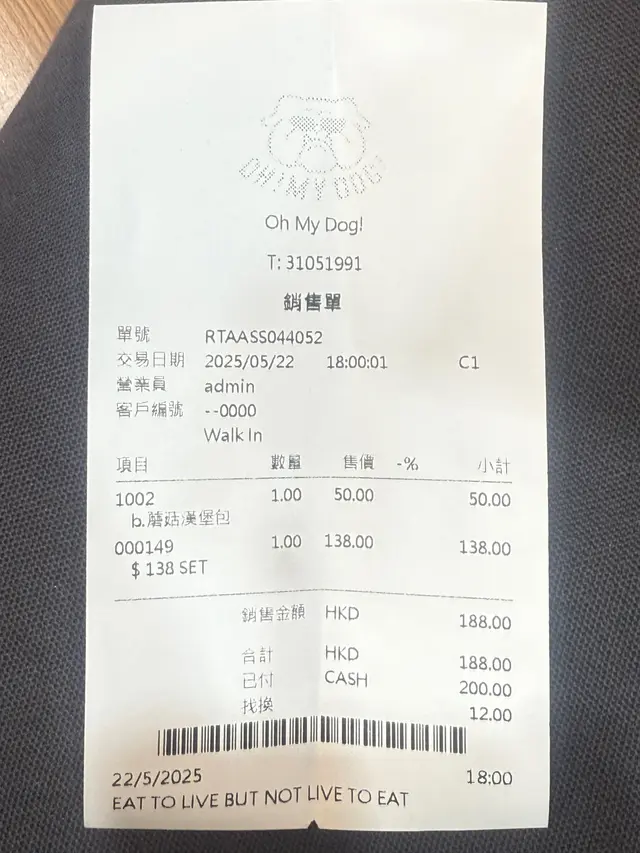 OH! MY DOG!
Oh My Dog!
T: 31051991
銷售單
單號 RTAASS044052
交易日期 2025/05/22 18:00:01 C1
營業員 admin
客戶編號 --0000
Walk In
項目 數量 售價 -% 小計
1002 1.00 50.00 50.00
b.蘑菇漢堡包
000149 1.00 138.00 138.00
$ 138 SET
銷售金額 HKD 188.00
合計 HKD 188.00
已付 CASH 200.00
找換 12.00
22/5/2025 18:00
EAT TO LIVE BUT NOT LIVE TO EAT